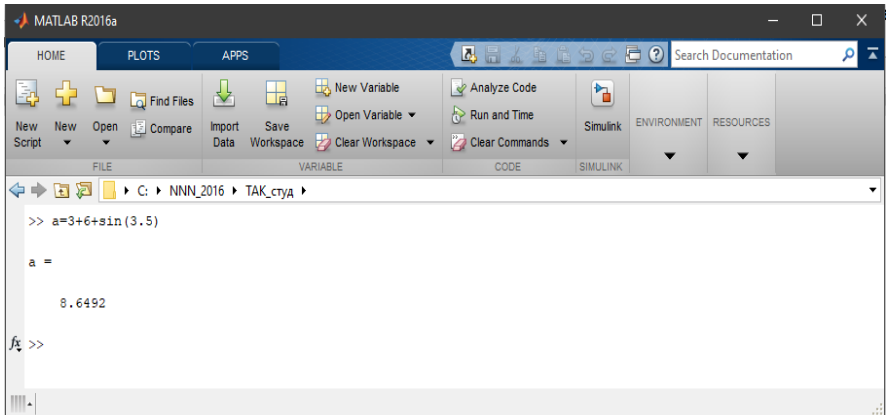 MATLAB R2016a
HOME PLOTS APPS Search Documentation
New Script
New
Open
Find Files
Compare
FILE
Import Data
Save Workspace
New Variable
Open Variable
Clear Workspace
VARIABLE
Analyze Code
Run and Time
Clear Commands
CODE
Simulink
SIMULINK
ENVIRONMENT
RESOURCES
C: NNN_2016 ТАК_студ
>> a=3+6+sin(3.5)
a =
8.6492
fx >>